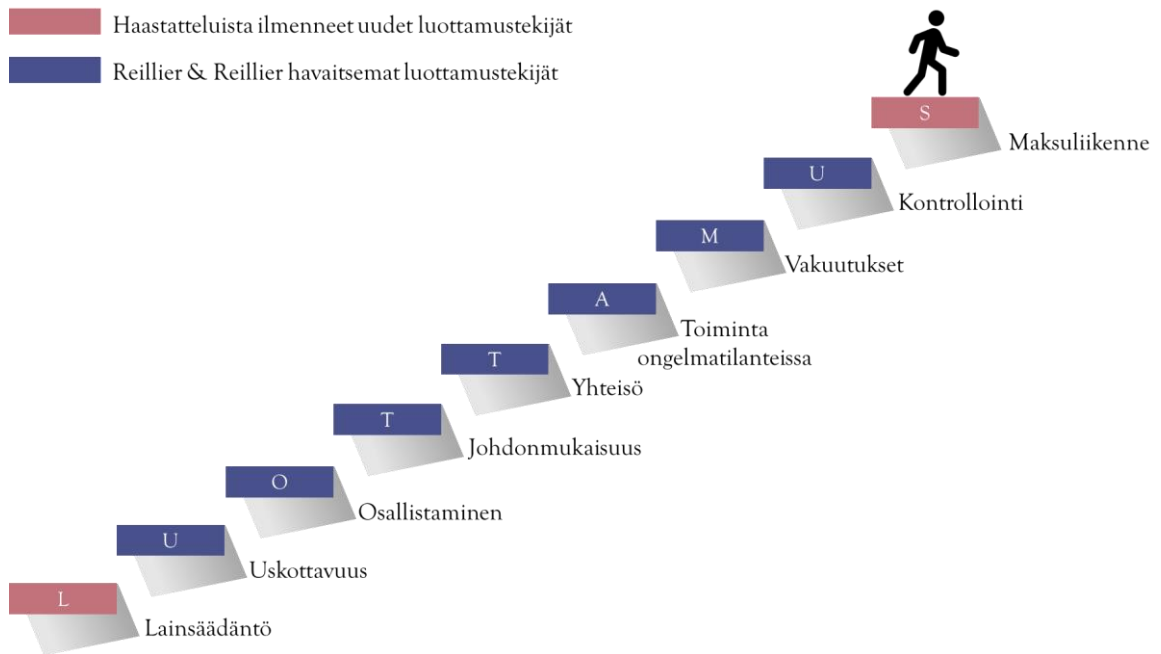 Haastatteluista ilmenneet uudet luottamustekijät
Reillier & Reillier havaitsemat luottamustekijät
S
Maksuliikenne
U
Kontrollointi
M
Vakuutukset
A
Toiminta
ongelmatilanteissa
T
Yhteisö
T
Johdonmukaisuus
O
Osallistaminen
U
Uskottavuus
L
Lainsäädäntö